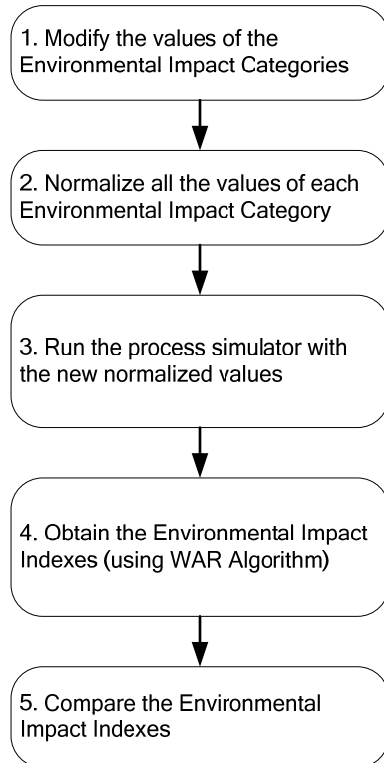 1. Modify the values of the
Environmental Impact Categories
2. Normalize all the values of each
Environmental Impact Category
3. Run the process simulator with
the new normalized values
4. Obtain the Environmental Impact
Indexes (using WAR Algorithm)
5. Compare the Environmental
Impact Indexes